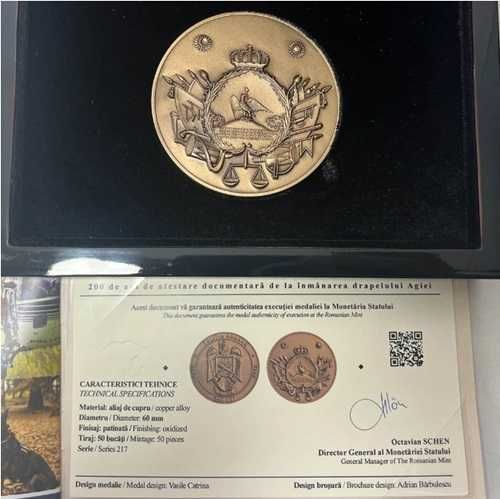 200 de ani de atestare documentară de la înmânarea drapelului Agiei
Acest document vă garanează autenticitatea execuției medaliei la Monetăria Statului
This document guarantees the medal authenticity of execution at the Romanian Mint
CARACTERISTICI TEHNICE
TECHNICAL SPECIFICATIONS
Material: aliaj de cupru / copper alloy
Diametru / Diameter: 60 mm
Finisaj: patinată / Finishing: oxidized
Tiraj: 50 bucăți / Mintage: 50 pieces
Serie / Series 217
Octavian SCHEN
Director General al Monetăriei Statului
General Manager of The Romanian Mint
Design medalie / Medal design: Vasile Catrina
Design broșura / Brochure design: Adrian Bărbulescu